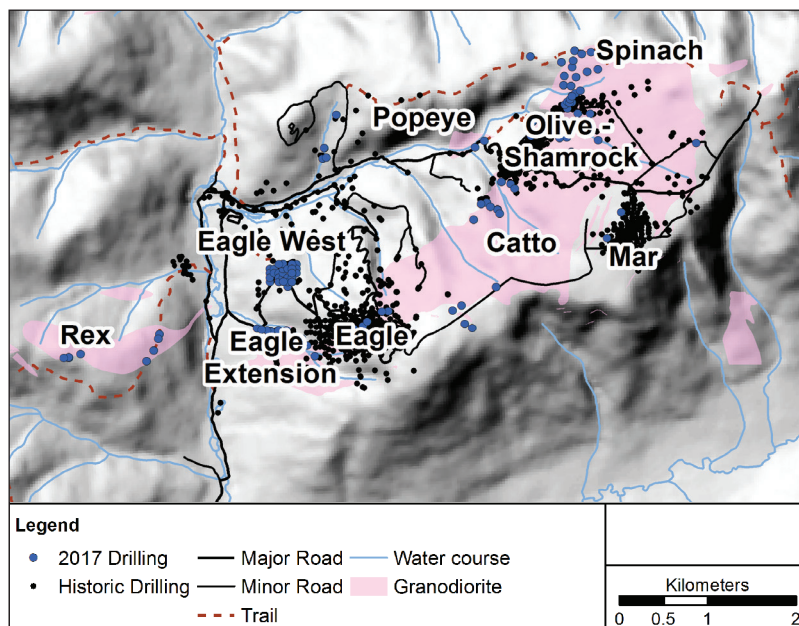 Spinach
Popeye
Olive -
Shamrock
Eagle West
Catto
Mar
Rex
Eagle
Eagle
Extension
Legend
2017 Drilling
Major Road
Water course
Historic Drilling
Minor Road
Granodiorite
Trail
Kilometers
0 0.5 1 2